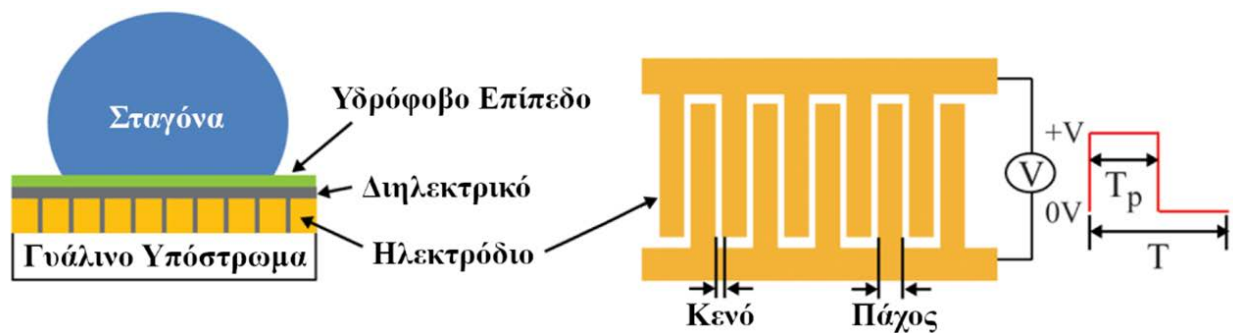 Σταγόνα
Υδρόφοβο Επίπεδο
Διηλεκτρικό
Ηλεκτρόδιο
Γυάλινο Υπόστρωμα
Κενό
Πάχος
V
+V
Tp
0V
T